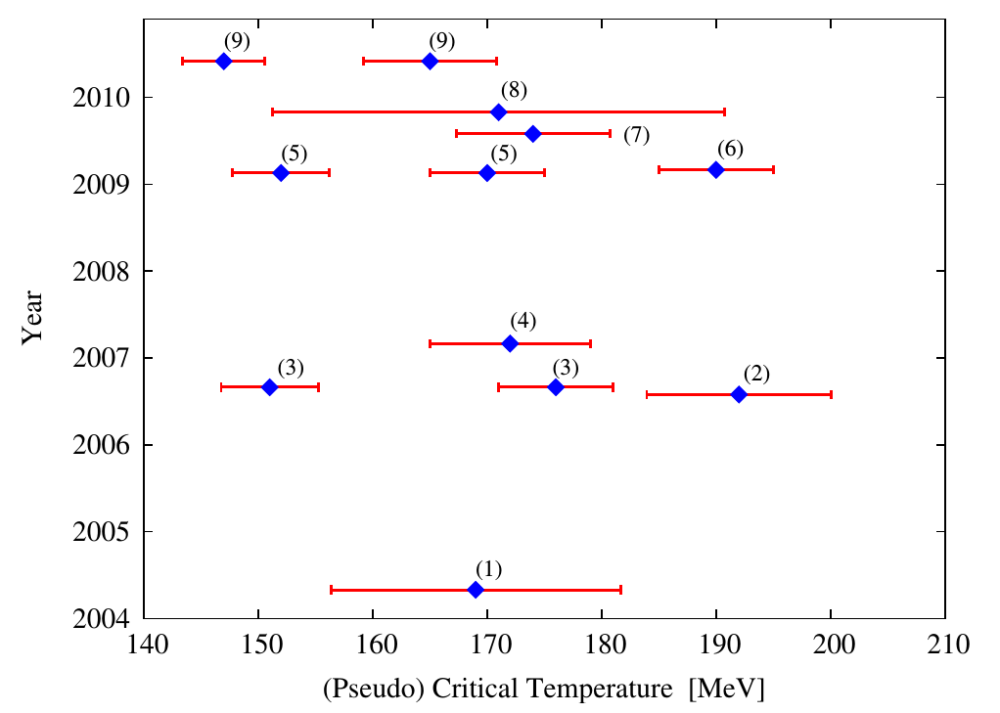 (9) (9)
(8)
2010
(7)
(5) (5) (6)
2009
2008
(4)
2007
(3) (3) (2)
2006
2005
(1)
2004
140 150 160 170 180 190 200 210
(Pseudo) Critical Temperature [MeV]
Year